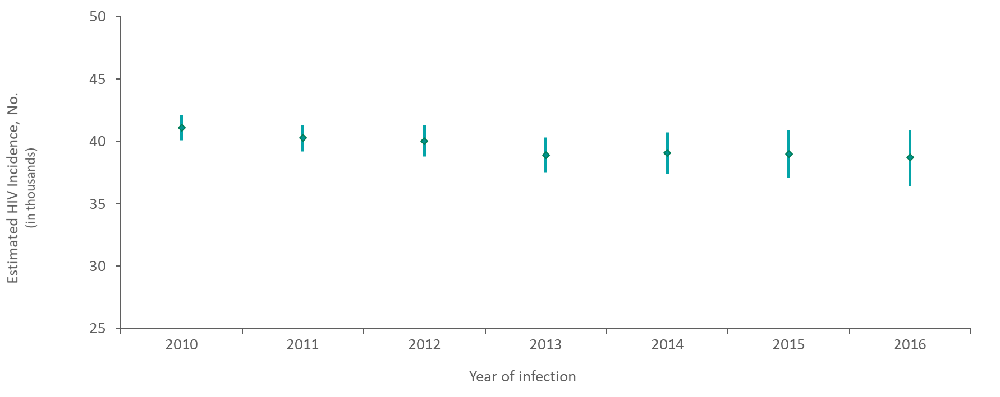 50
45
40
35
30
25
Estimated HIV Incidence, No.
(in thousands)
2010 2011 2012 2013 2014 2015 2016
Year of infection